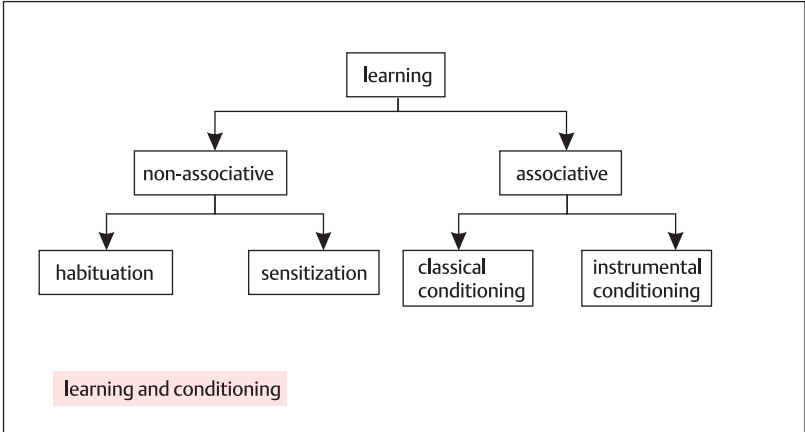 learning
non-associative
associative
habituation
sensitization
classical
conditioning
instrumental
conditioning
learning and conditioning